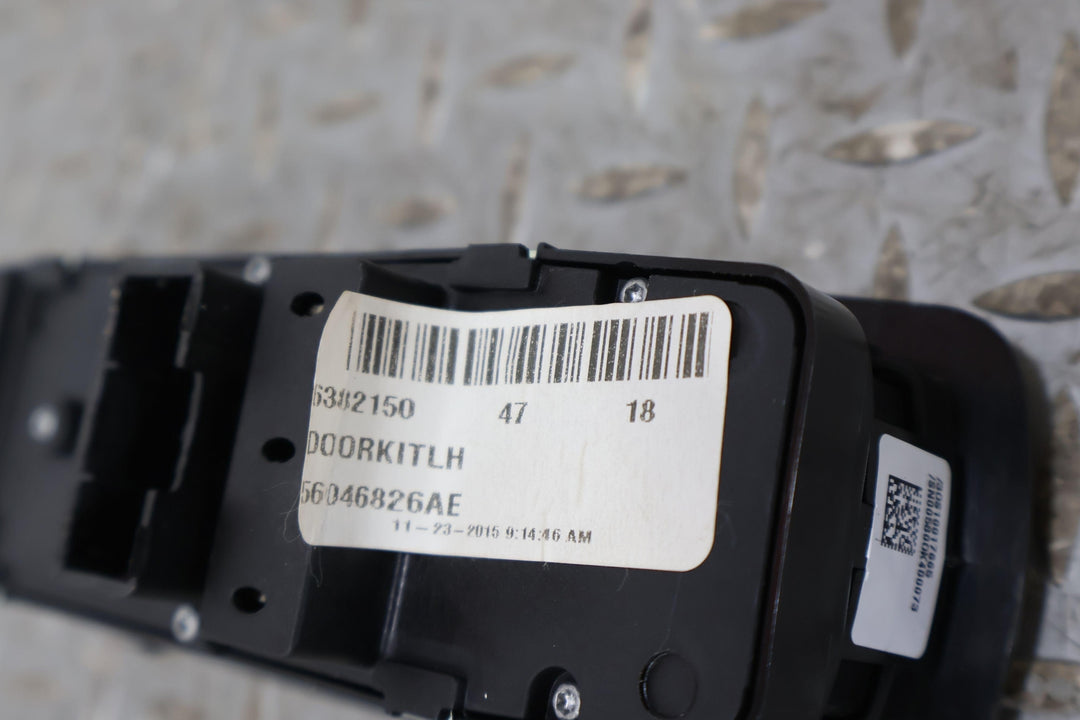 6382150 47 18
DOORKITLH
56046826AE
11-23-2015 9:14:46 AM